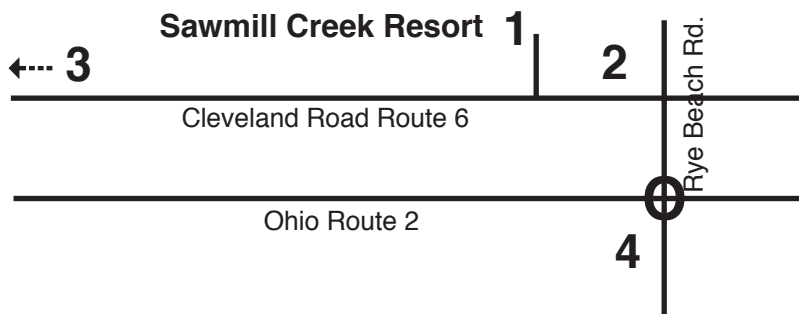 Sawmill Creek Resort 1
3
2
Rye Beach Rd.
Cleveland Road Route 6
Ohio Route 2
4